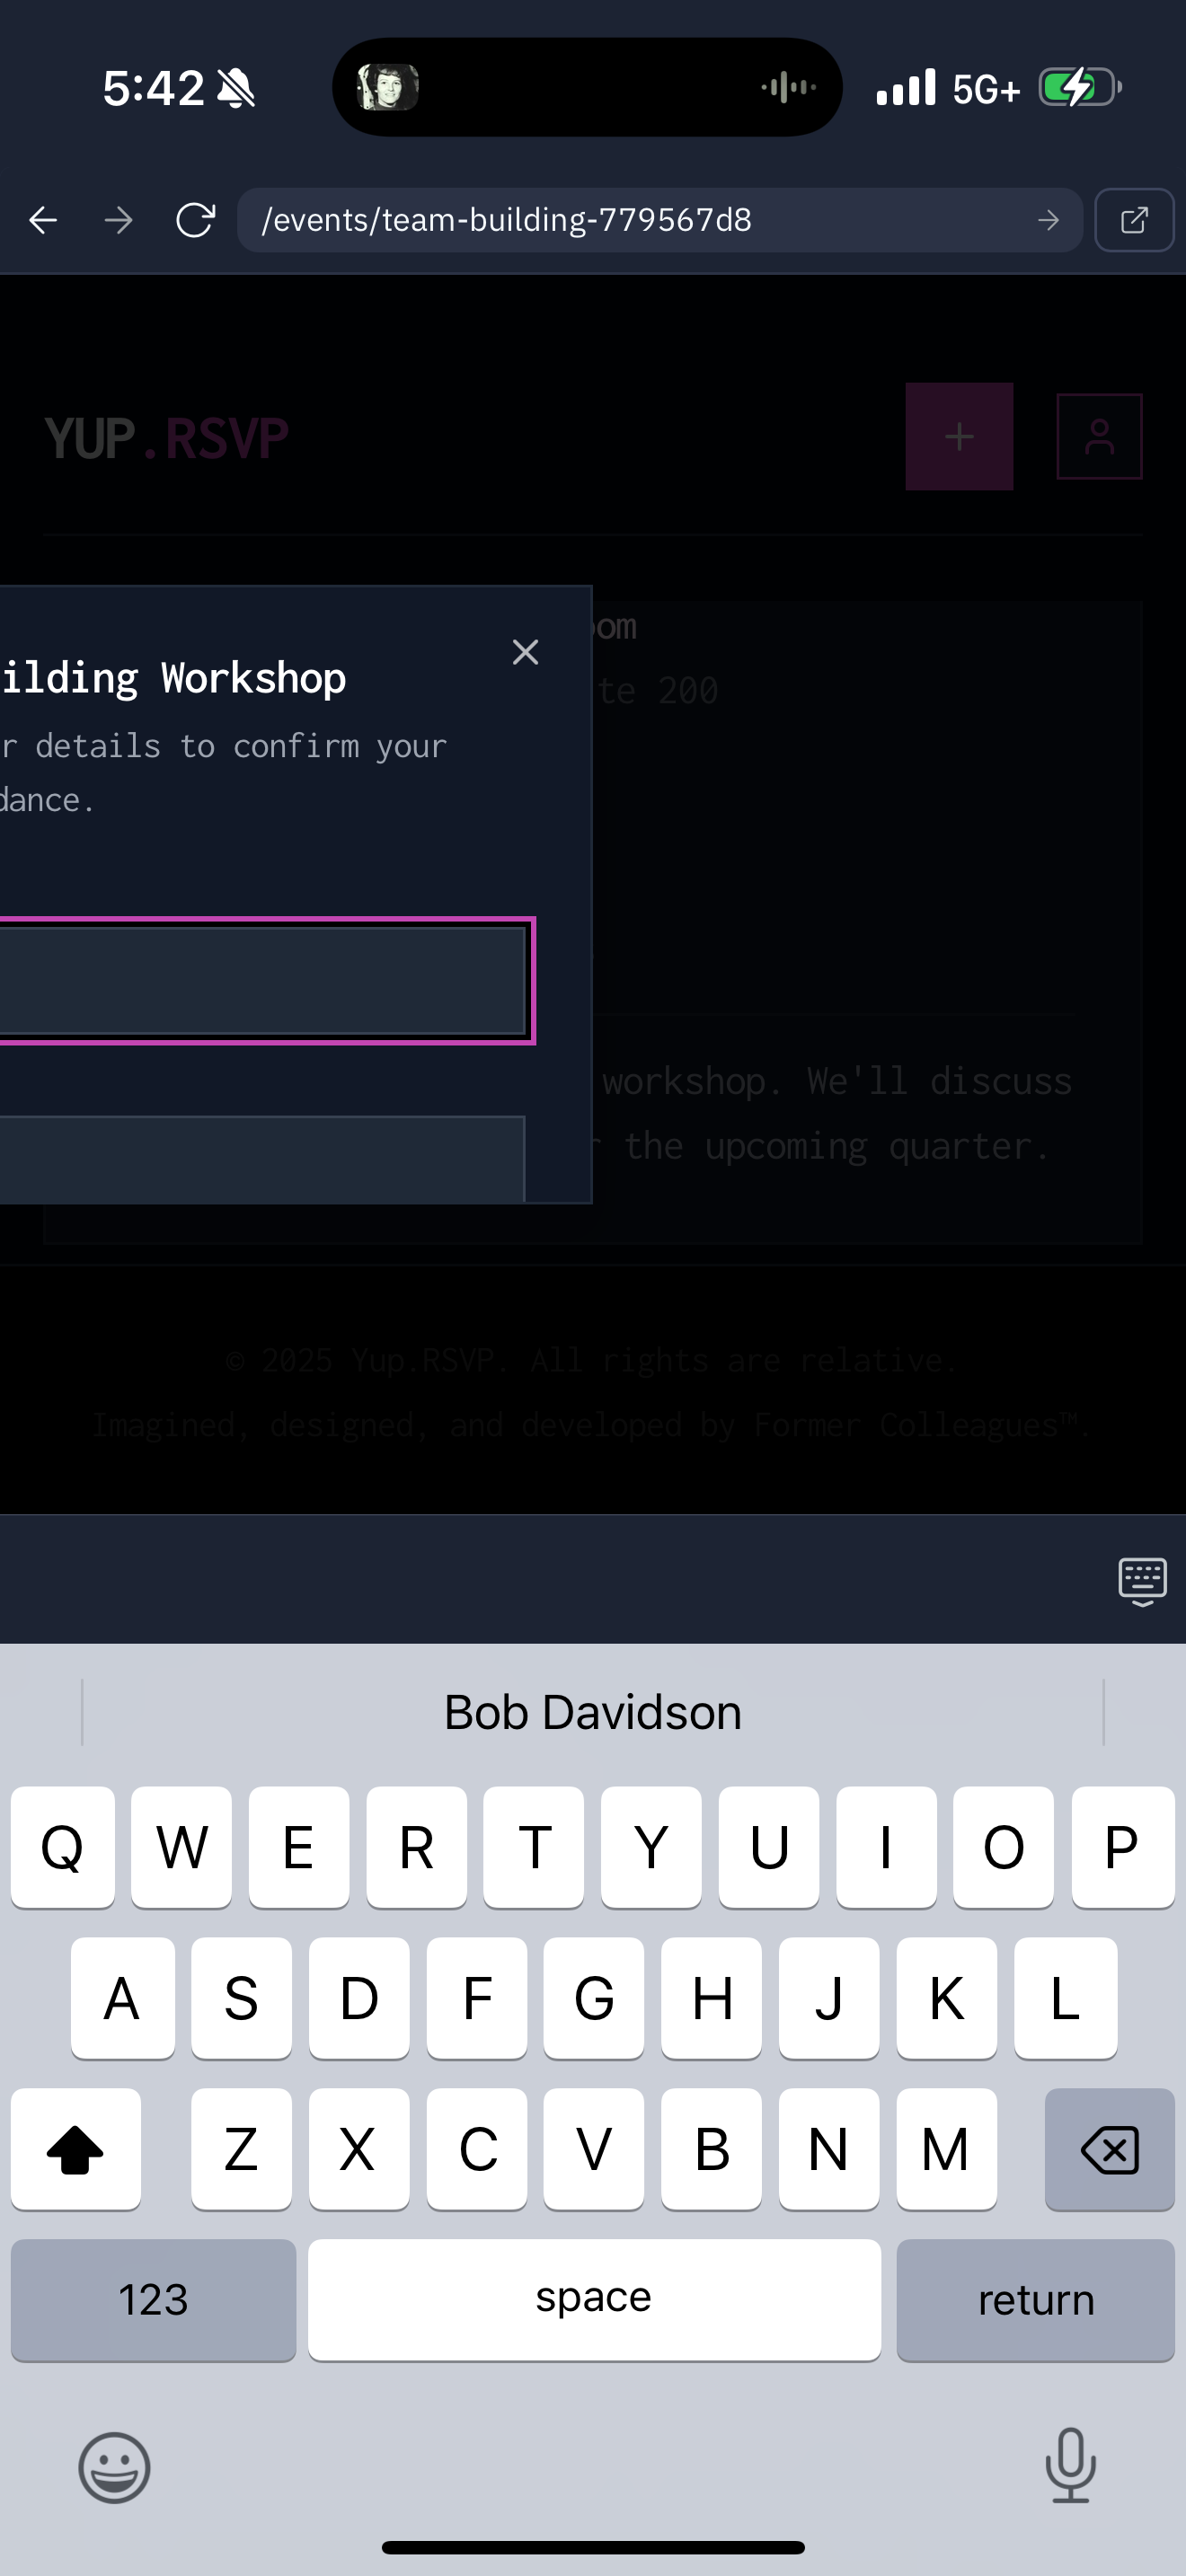 5:42
5G+
/events/team-building-779567d8
YUP.RSVP
ilding Workshop
r details to confirm your
dance.
om
te 200
workshop. We'll discuss
the upcoming quarter.
© 2025 Yup.RSVP. All rights are relative.
Imagined, designed, and developed by Former Colleagues™.
Bob Davidson
Q W E R T Y U I O P
A S D F G H J K L
Z X C V B N M
123 space return